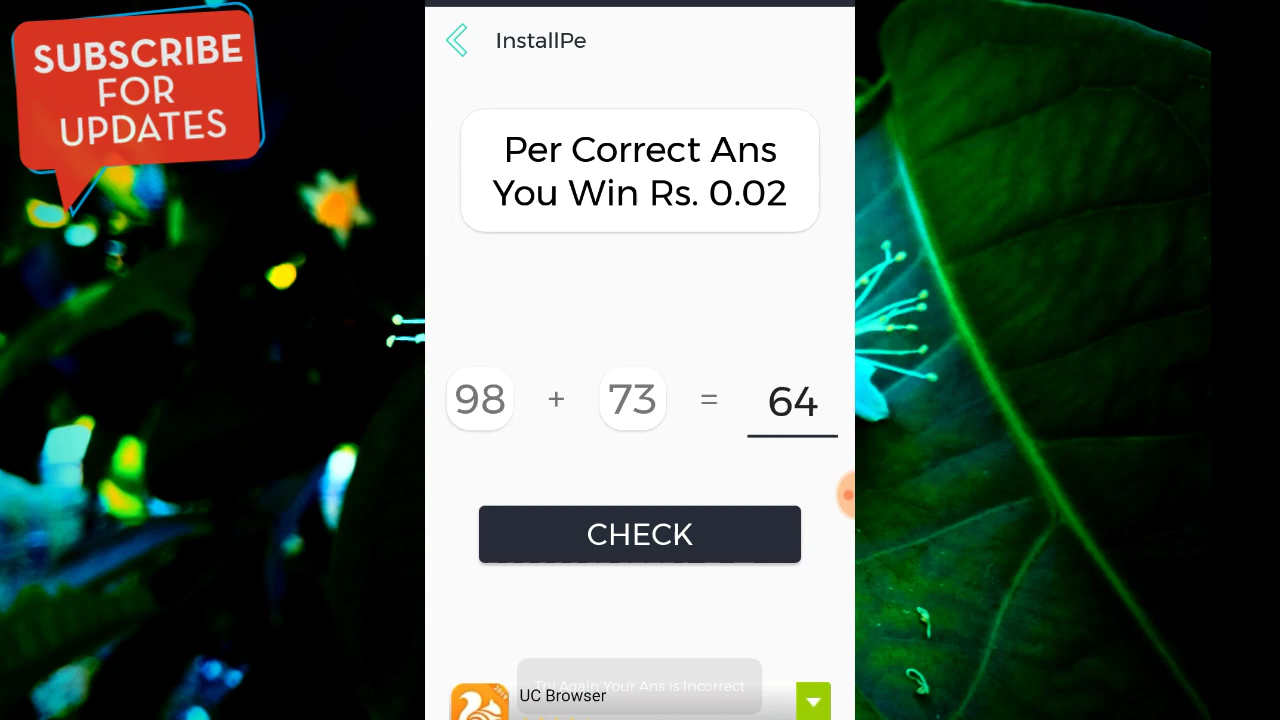 SUBSCRIBE
FOR
UPDATES
InstallPe
Per Correct Ans
You Win Rs. 0.02
98 + 73 = 64
CHECK
Try Again Your Ans is Incorrect
UC Browser